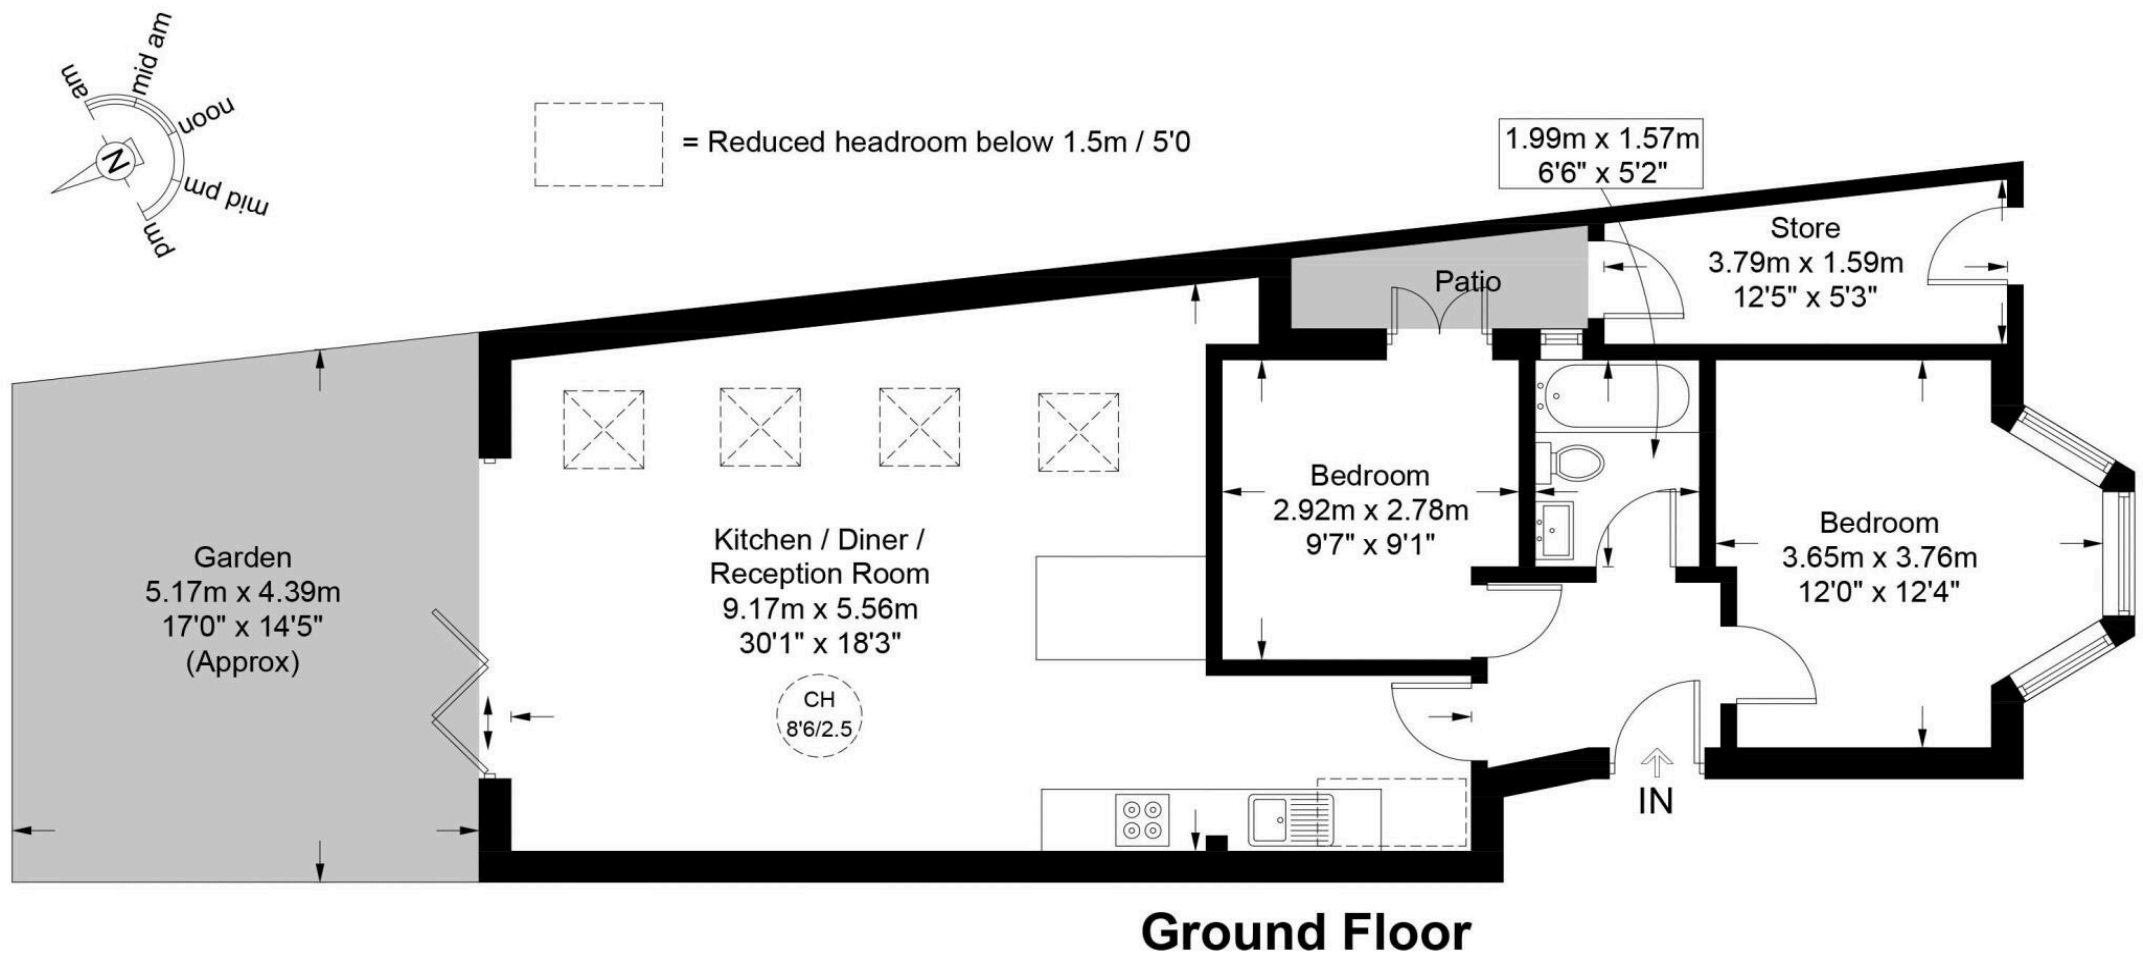 am
mid am
noon
mid pm
pm
N
= Reduced headroom below 1.5m / 5'0
1.99m x 1.57m
6'6" x 5'2"
Store
3.79m x 1.59m
12'5" x 5'3"
Patio
Bedroom
2.92m x 2.78m
9'7" x 9'1"
Bedroom
3.65m x 3.76m
12'0" x 12'4"
Kitchen / Diner /
Reception Room
9.17m x 5.56m
30'1" x 18'3"
Garden
5.17m x 4.39m
17'0" x 14'5"
(Approx)
CH
8'6/2.5
IN
Ground Floor